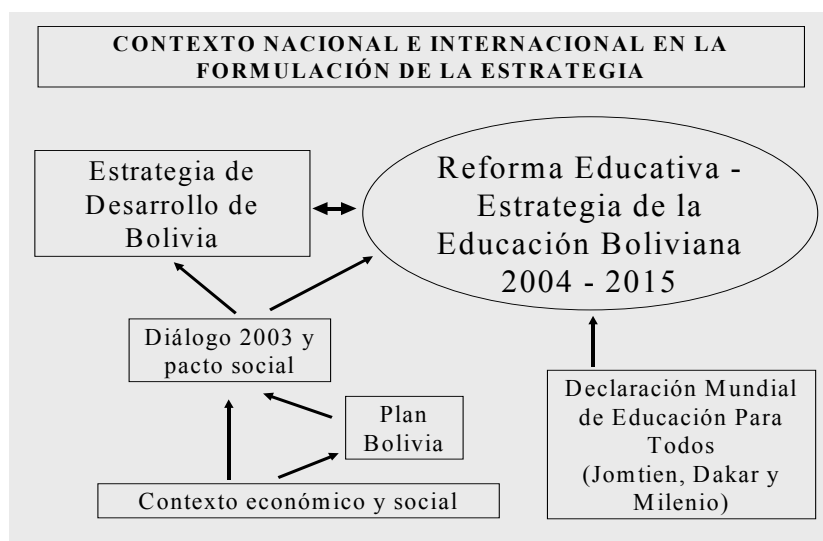 CONTEXTO NACIONAL E INTERNACIONAL EN LA
FORMULACIÓN DE LA ESTRATEGIA
Estrategia de
Desarrollo de
Bolivia
Reforma Educativa -
Estrategia de la
Educación Boliviana
2004 - 2015
Diálogo 2003 y
pacto social
Plan
Bolivia
Contexto económico y social
Declaración Mundial
de Educación Para
Todos
(Jomtien, Dakar y
Milenio)